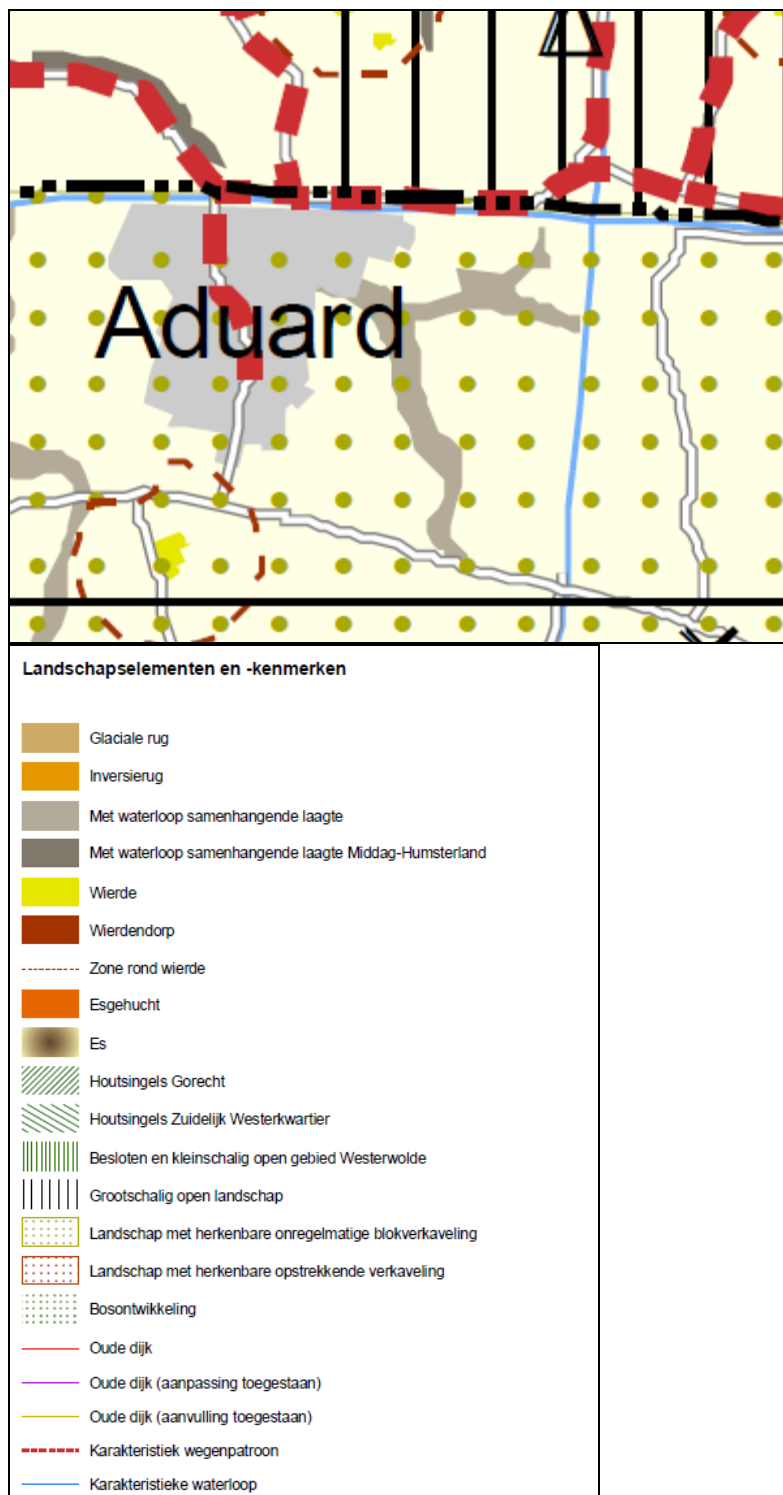 Aduard
Landschapselementen en -kenmerken
Glaciale rug
Inversierug
Met waterloop samenhangende laagte
Met waterloop samenhangende laagte Middag-Humsterland
Wierde
Wierdendorp
Zone rond wierde
Esgehucht
Es
Houtsingels Gorecht
Houtsingels Zuidelijk Westerkwartier
Besloten en kleinschalig open gebied Westerwolde
Grootschalig open landschap
Landschap met herkenbare onregelmatige blokverkaveling
Landschap met herkenbare opstrekkende verkaveling
Bosontwikkeling
Oude dijk
Oude dijk (aanpassing toegestaan)
Oude dijk (aanvulling toegestaan)
Karakteristiek wegenpatroon
Karakteristieke waterloop